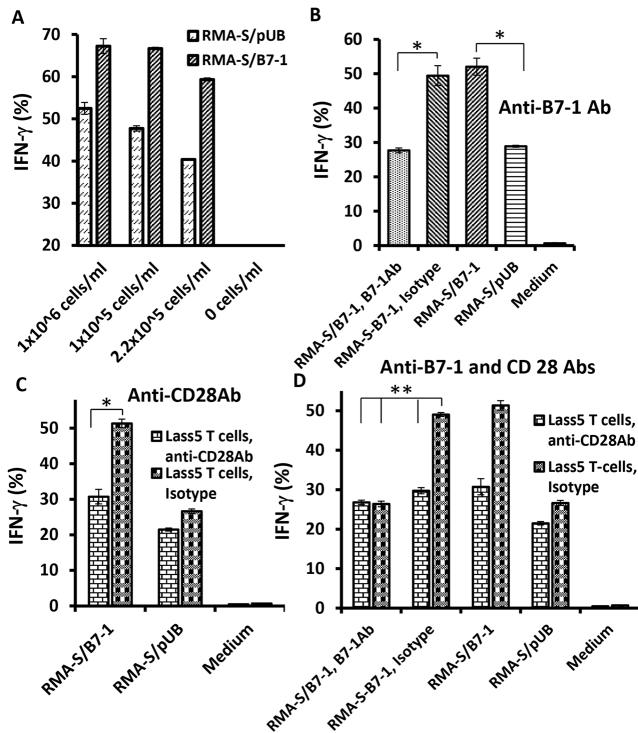 A
RMA-S/pUB
RMA-S/B7-1
IFN-γ (%)
70
60
50
40
30
20
1x10^6 cells/ml
1x10^5 cells/ml
2.2x10^5 cells/ml
0 cells/ml
B
Anti-B7-1 Ab
*
*
IFN-γ (%)
60
50
40
30
20
10
0
RMA-S/B7-1, B7-1Ab
RMA-S-B7-1, Isotype
RMA-S/B7-1
RMA-S/pUB
Medium
C
Anti-CD28Ab
*
Lass5 T cells,
anti-CD28Ab
Lass5 T cells,
Isotype
IFN-γ (%)
50
40
30
20
10
0
RMA-S/B7-1
RMA-S/pUB
Medium
D
Anti-B7-1 and CD 28 Abs
**
Lass5 T cells,
anti-CD28Ab
Lass5 T-cells,
Isotype
IFN-γ (%)
50
40
30
20
10
0
RMA-S/B7-1, B7-1Ab
RMA-S-B7-1, Isotype
RMA-S/B7-1
RMA-S/pUB
Medium